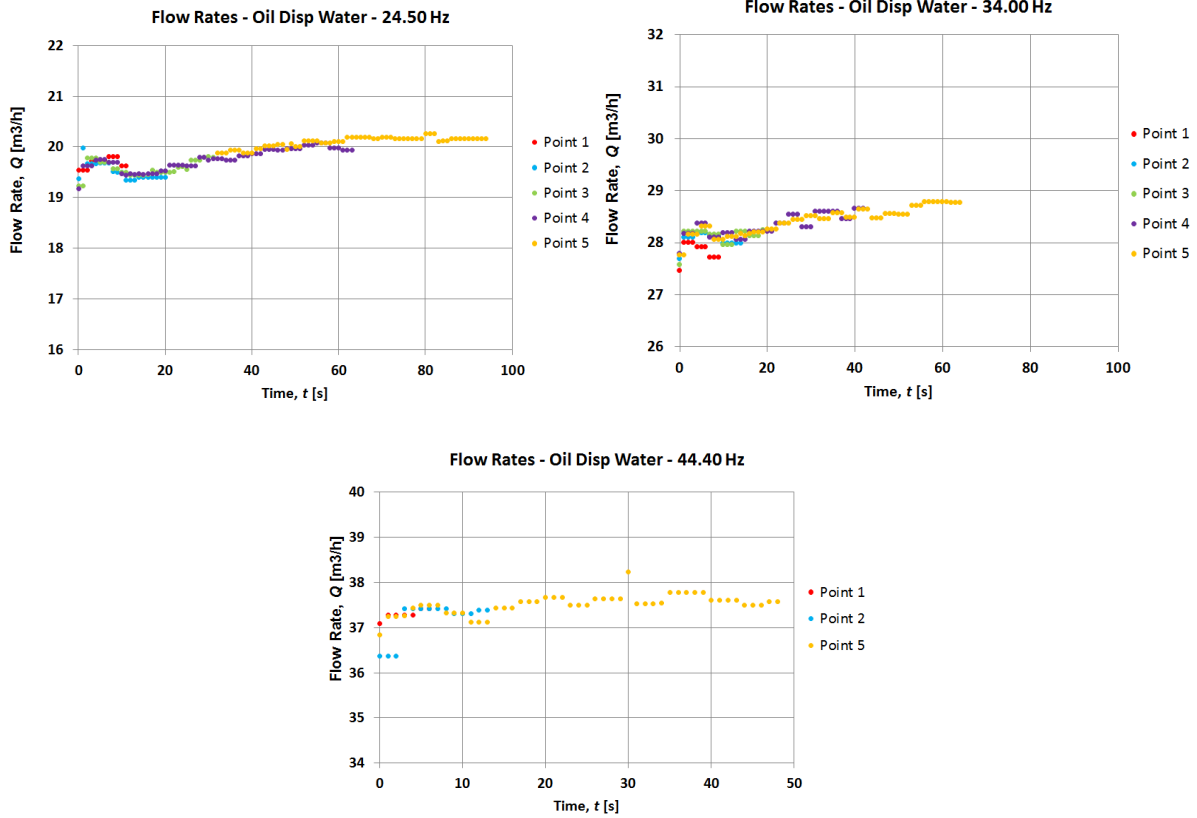 Flow Rates - Oil Disp Water - 24.50 Hz
Flow Rate, Q [m3/h]
22
21
20
19
18
17
16
0 20 40 60 80 100
Time, t [s]
Point 1
Point 2
Point 3
Point 4
Point 5
Flow Rates - Oil Disp Water - 34.00 Hz
Flow Rate, Q [m3/h]
32
31
30
29
28
27
26
0 20 40 60 80 100
Time, t [s]
Point 1
Point 2
Point 3
Point 4
Point 5
Flow Rates - Oil Disp Water - 44.40 Hz
Flow Rate, Q [m3/h]
40
39
38
37
36
35
34
0 10 20 30 40 50
Time, t [s]
Point 1
Point 2
Point 5